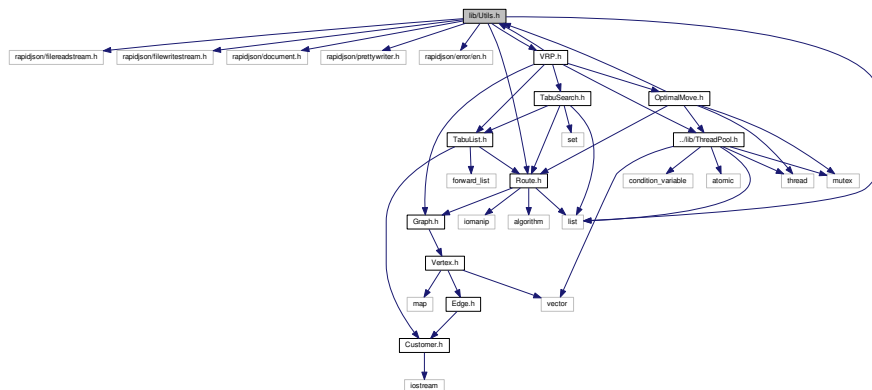 lib/Utils.h
rapidjson/filereadstream.h
rapidjson/filewritestream.h
rapidjson/document.h
rapidjson/prettywriter.h
rapidjson/error/en.h
VRP.h
TabuSearch.h
OptimalMove.h
TabuList.h
set
../lib/ThreadPool.h
forward_list
Route.h
condition_variable
atomic
thread
mutex
Graph.h
iomanip
algorithm
list
Vertex.h
map
Edge.h
vector
Customer.h
iostream